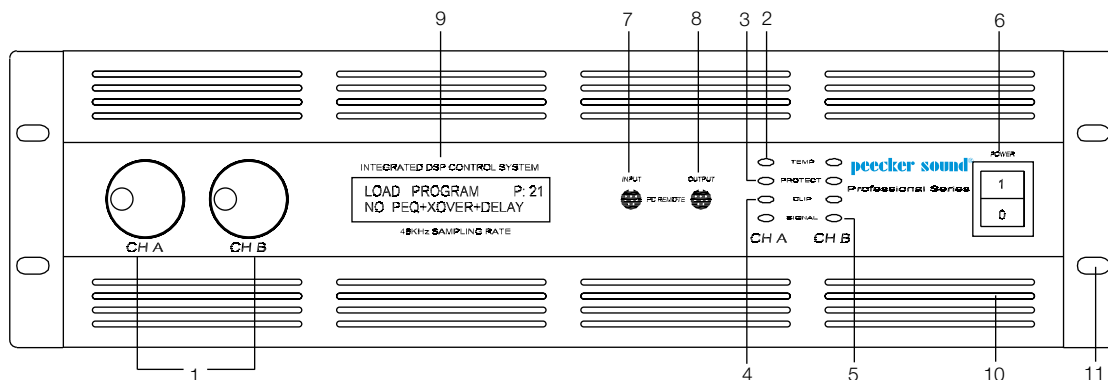 9 7 8 3 2 6
INTEGRATED DSP CONTROL SYSTEM
LOAD PROGRAM P: 21
NO PEQ+XOVER+DELAY
48KHz SAMPLING RATE
CH A CH B
INPUT OUTPUT
PC REMOTE
TEMP
PROTECT
CLIP
SIGNAL
CH A CH B
peecker sound®
Professional Series
POWER
1
0
1 4 5 10 11